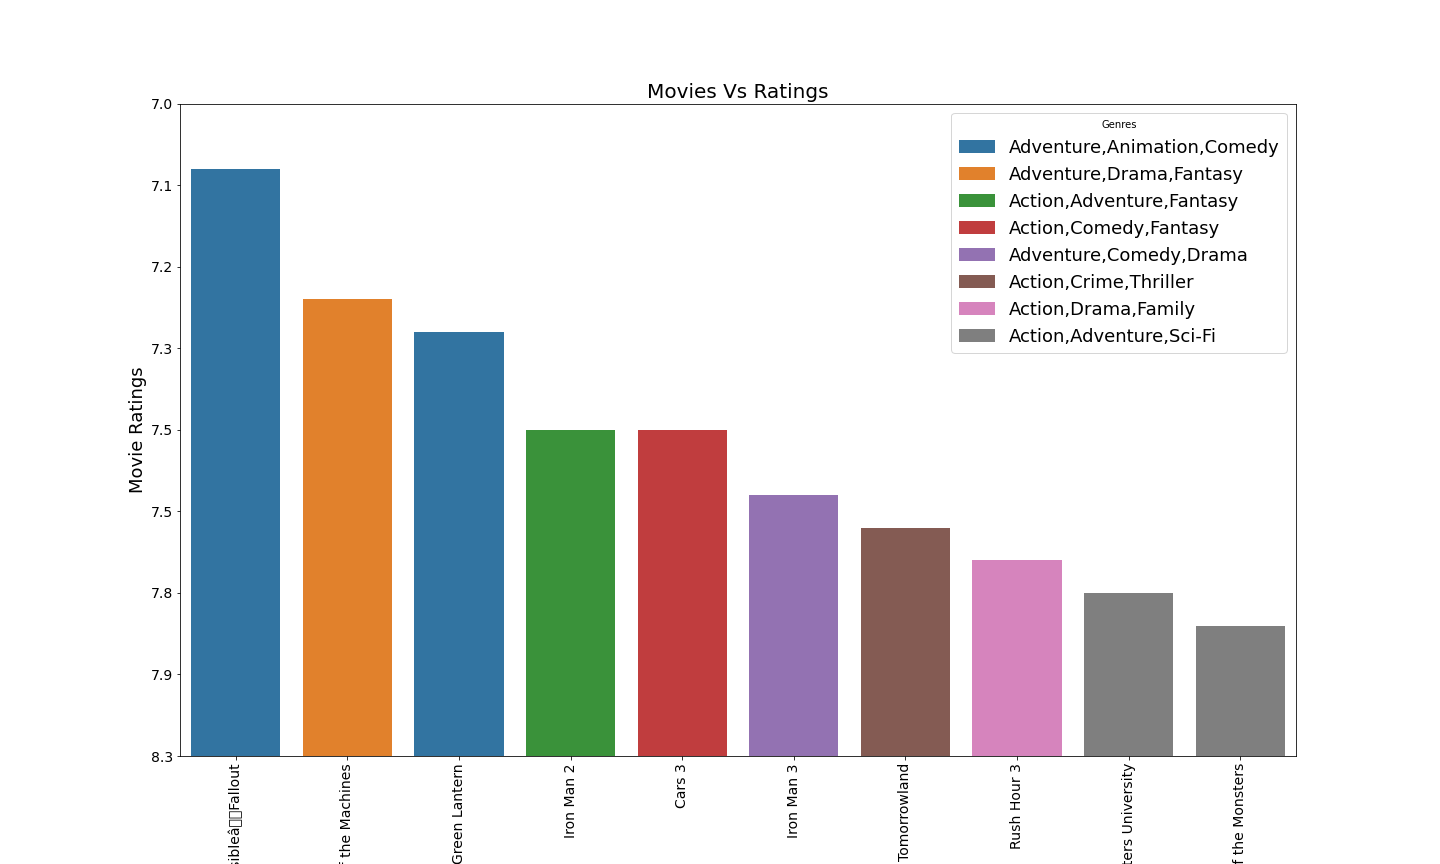 Movies Vs Ratings
Movie Ratings
7.0
7.1
7.2
7.3
7.5
7.5
7.8
7.9
8.3
Genres
Adventure,Animation,Comedy
Adventure,Drama,Fantasy
Action,Adventure,Fantasy
Action,Comedy,Fantasy
Adventure,Comedy,Drama
Action,Crime,Thriller
Action,Drama,Family
Action,Adventure,Sci-Fi
sibleâ▯▯Fallout
f the Machines
Green Lantern
Iron Man 2
Cars 3
Iron Man 3
Tomorrowland
Rush Hour 3
ters University
f the Monsters